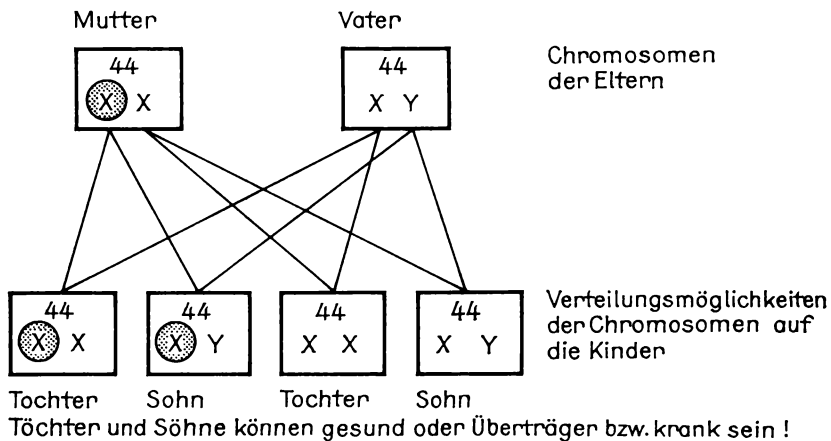 Mutter Vater
44 44 Chromosomen
der Eltern
X X X Y
44 44 44 44 Verteilungsmöglichkeiten
der Chromosomen auf
X X X Y X X X Y die Kinder
Tochter Sohn Tochter Sohn
Töchter und Söhne können gesund oder Überträger bzw. krank sein !